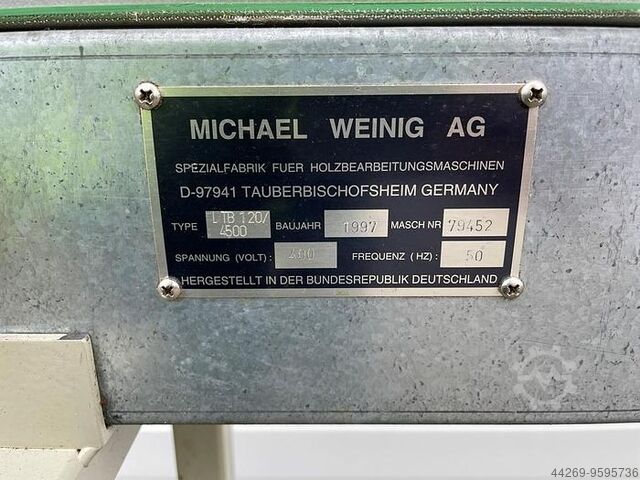 MICHAEL WEINIG AG
SPEZIALFABRIK FUER HOLZBEARBEITUNGSMASCHINEN
D-97941 TAUBERBISCHOFSHEIM GERMANY
TYPE LTB 120/ 4500 BAUJAHR 1997 MASCH NR 79452
SPANNUNG (VOLT): 400 FREQUENZ (HZ): 50
HERGESTELLT IN DER BUNDESREPUBLIK DEUTSCHLAND
44269-9595736